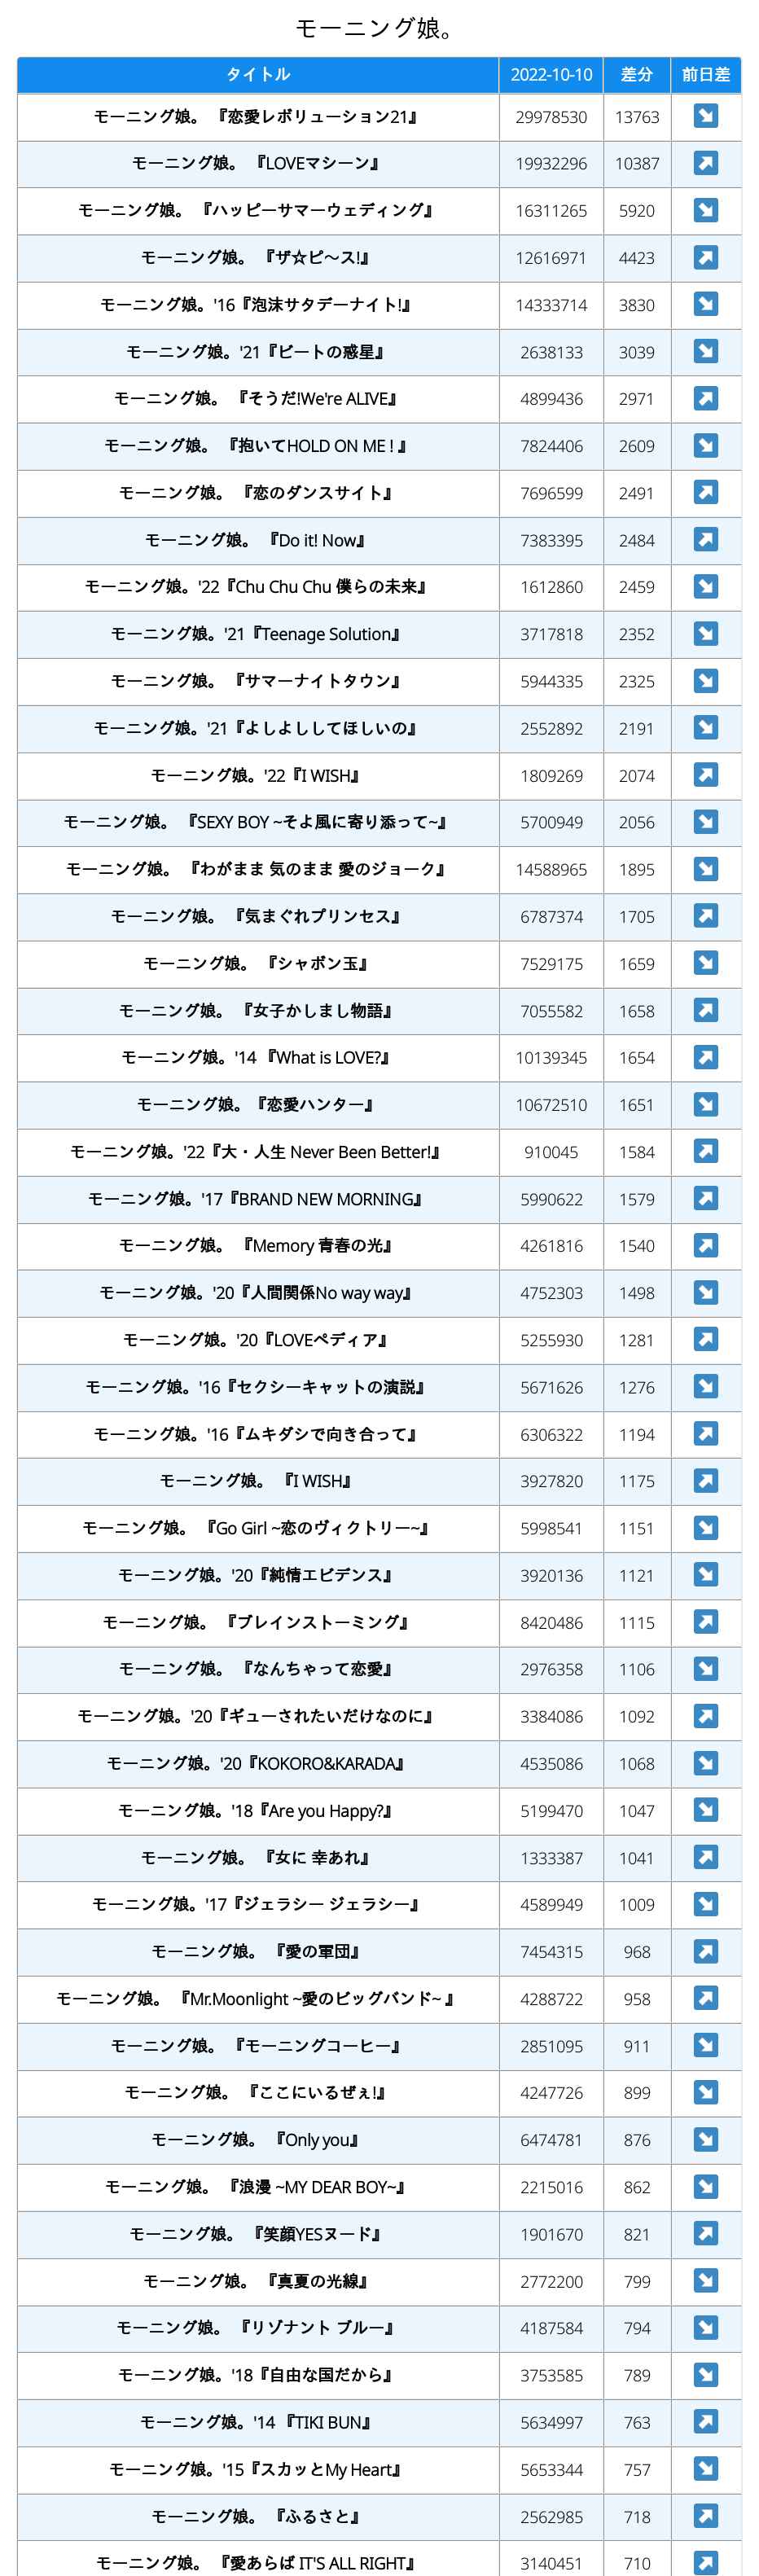 モーニング娘。
タイトル 2022-10-10 差分 前日差
モーニング娘。 『恋愛レボリューション21』 29978530 13763
モーニング娘。 『LOVEマシーン』 19932296 10387
モーニング娘。 『ハッピーサマーウェディング』 16311265 5920
モーニング娘。 『ザ☆ピ〜ス!』 12616971 4423
モーニング娘。'16『泡沫サタデーナイト!』 14333714 3830
モーニング娘。'21『ビートの惑星』 2638133 3039
モーニング娘。 『そうだ!We're ALIVE』 4899436 2971
モーニング娘。 『抱いてHOLD ON ME ! 』 7824406 2609
モーニング娘。 『恋のダンスサイト』 7696599 2491
モーニング娘。 『Do it! Now』 7383395 2484
モーニング娘。'22『Chu Chu Chu 僕らの未来』 1612860 2459
モーニング娘。'21『Teenage Solution』 3717818 2352
モーニング娘。 『サマーナイトタウン』 5944335 2325
モーニング娘。'21『よしよししてほしいの』 2552892 2191
モーニング娘。'22『I WISH』 1809269 2074
モーニング娘。 『SEXY BOY ~そよ風に寄り添って~』 5700949 2056
モーニング娘。 『わがまま 気のまま 愛のジョーク』 14588965 1895
モーニング娘。 『気まぐれプリンセス』 6787374 1705
モーニング娘。 『シャボン玉』 7529175 1659
モーニング娘。 『女子かしまし物語』 7055582 1658
モーニング娘。'14 『What is LOVE?』 10139345 1654
モーニング娘。『恋愛ハンター』 10672510 1651
モーニング娘。'22『大・人生 Never Been Better!』 910045 1584
モーニング娘。'17『BRAND NEW MORNING』 5990622 1579
モーニング娘。 『Memory 青春の光』 4261816 1540
モーニング娘。'20『人間関係No way way』 4752303 1498
モーニング娘。'20『LOVEペディア』 5255930 1281
モーニング娘。'16『セクシーキャットの演説』 5671626 1276
モーニング娘。'16『ムキダシで向き合って』 6306322 1194
モーニング娘。 『I WISH』 3927820 1175
モーニング娘。 『Go Girl ~恋のヴィクトリー~』 5998541 1151
モーニング娘。'20『純情エビデンス』 3920136 1121
モーニング娘。 『ブレインストーミング』 8420486 1115
モーニング娘。 『なんちゃって恋愛』 2976358 1106
モーニング娘。'20『ギューされたいだけなのに』 3384086 1092
モーニング娘。'20『KOKORO&KARADA』 4535086 1068
モーニング娘。'18『Are you Happy?』 5199470 1047
モーニング娘。 『女に 幸あれ』 1333387 1041
モーニング娘。'17『ジェラシー ジェラシー』 4589949 1009
モーニング娘。 『愛の軍団』 7454315 968
モーニング娘。 『Mr.Moonlight ~愛のビッグバンド~ 』 4288722 958
モーニング娘。 『モーニングコーヒー』 2851095 911
モーニング娘。 『ここにいるぜぇ!』 4247726 899
モーニング娘。 『Only you』 6474781 876
モーニング娘。 『浪漫 ~MY DEAR BOY~』 2215016 862
モーニング娘。 『笑顔YESヌード』 1901670 821
モーニング娘。 『真夏の光線』 2772200 799
モーニング娘。 『リゾナント ブルー』 4187584 794
モーニング娘。'18『自由な国だから』 3753585 789
モーニング娘。'14 『TIKI BUN』 5634997 763
モーニング娘。'15『スカッとMy Heart』 5653344 757
モーニング娘。 『ふるさと』 2562985 718
モーニング娘。 『愛あらば IT'S ALL RIGHT』 3140451 710